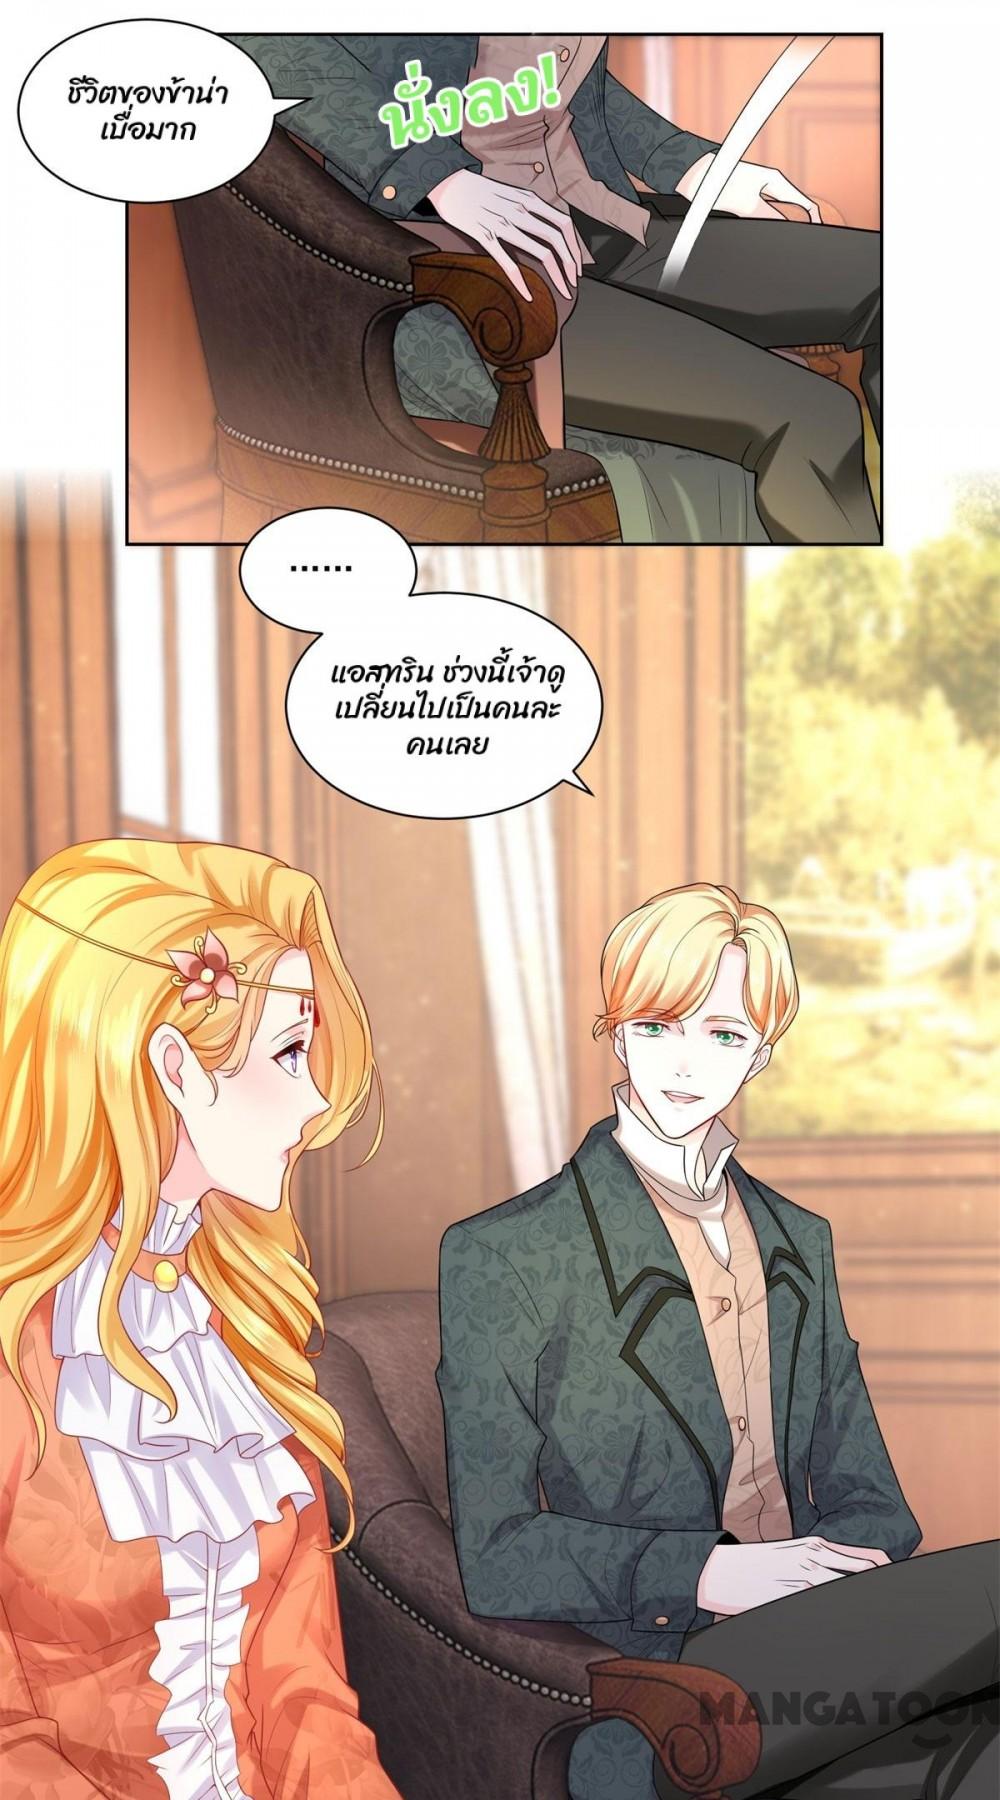 ชีวิตของข้าน่า
เบื่อมาก
นั่งลง!
......
แอสทริน ช่วงนี้เจ้าดู
เปลี่ยนไปเป็นคนละ
คนเลย
MANGATOON